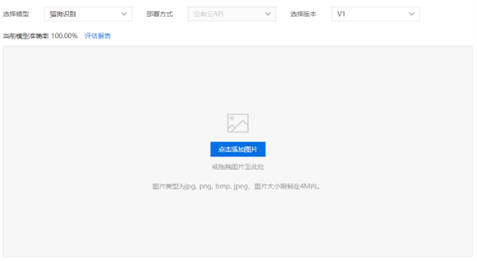 选择模型 猫狗识别 部署方式 公有云API 选择版本 V1
当前模型准确率 100.00% 评估报告
点击添加图片
或拖拽图片至此处
图片类型为jpg, png, bmp, jpeg，图片大小限制在4M内。